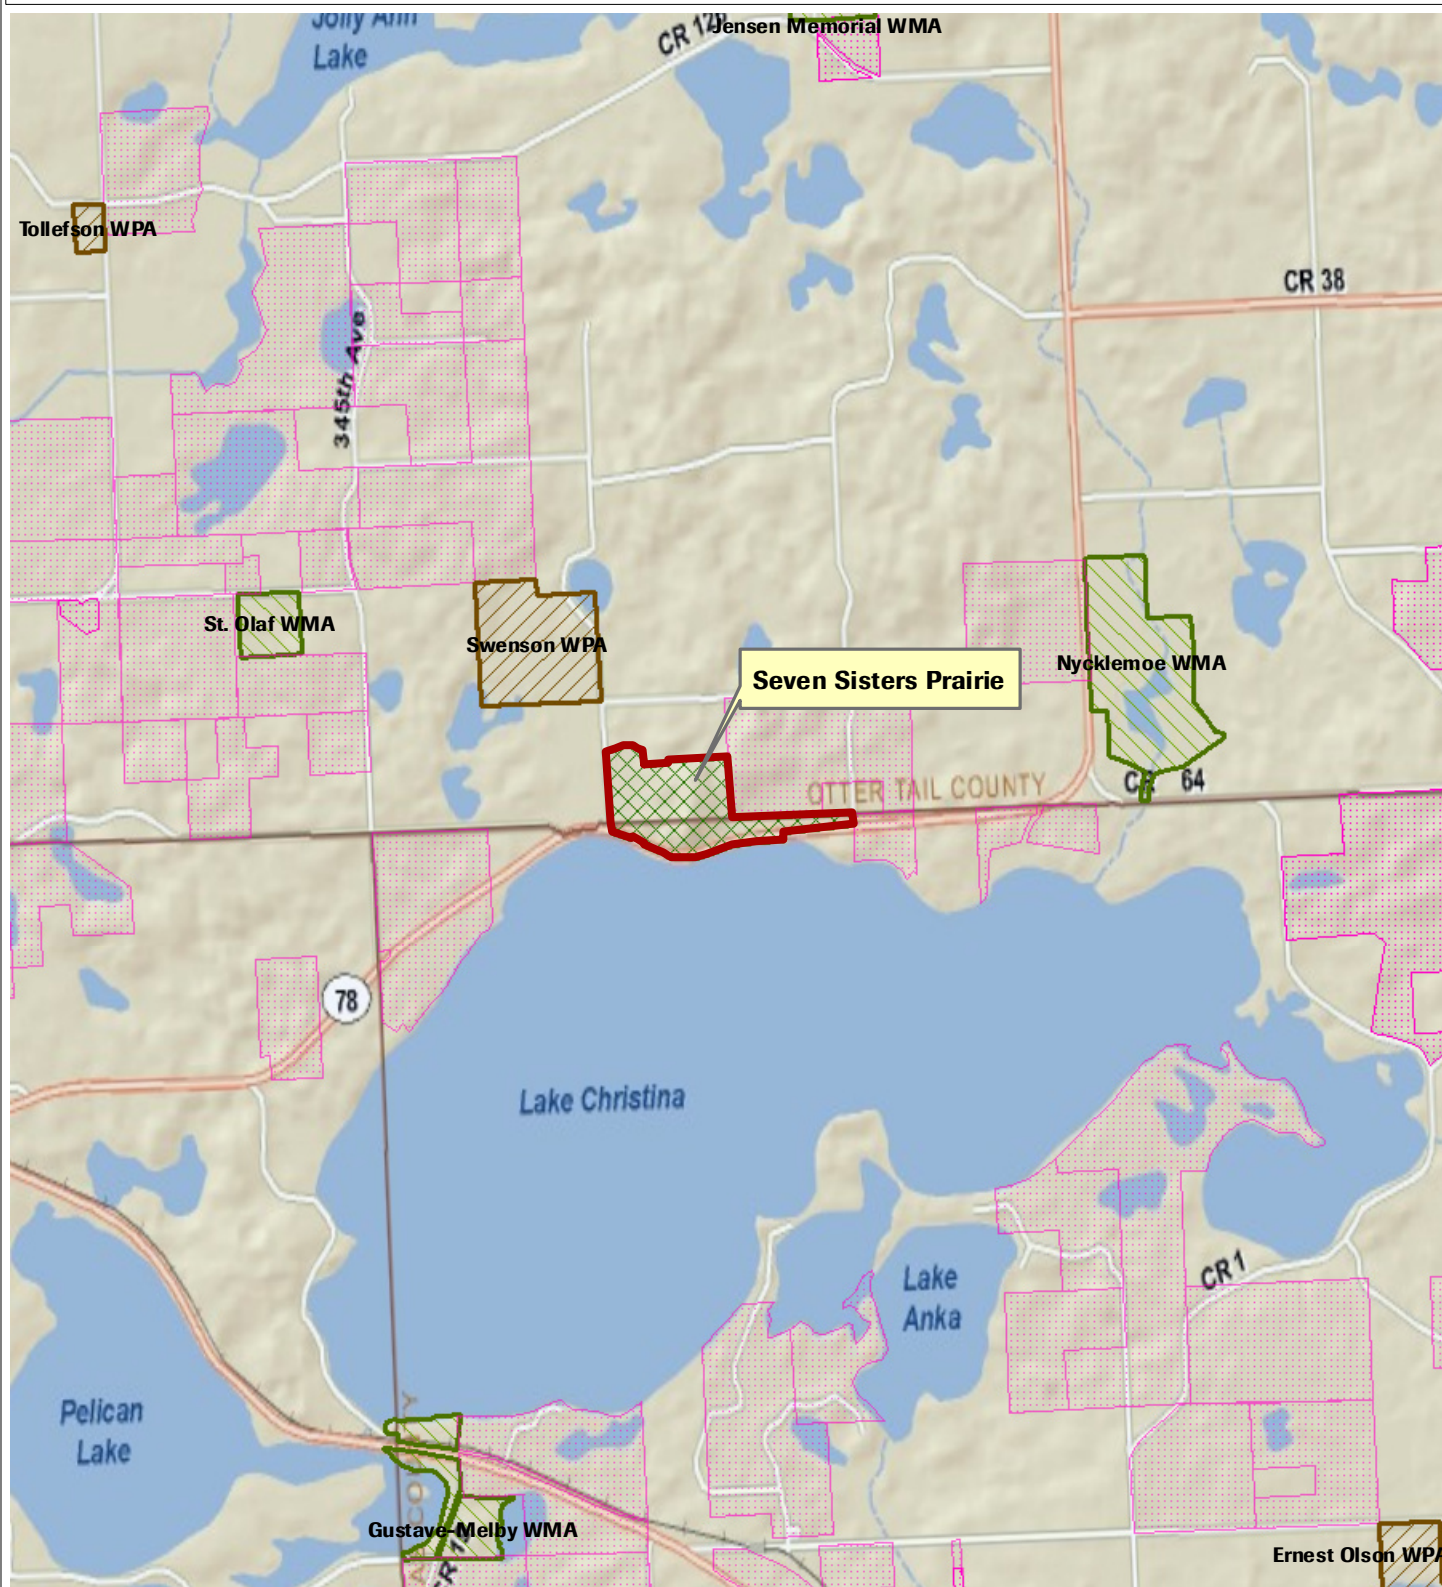 Jolly Ann
Lake
CR 120
Jensen Memorial WMA
Tollefson WPA
CR 38
345th Ave
St. Olaf WMA
Swenson WPA
Nycklemoe WMA
Seven Sisters Prairie
OTTER TAIL COUNTY
CR 64
78
Lake Christina
CR 1
Lake
Anka
Pelican
Lake
Gustave-Melby WMA
Ernest Olson WPA